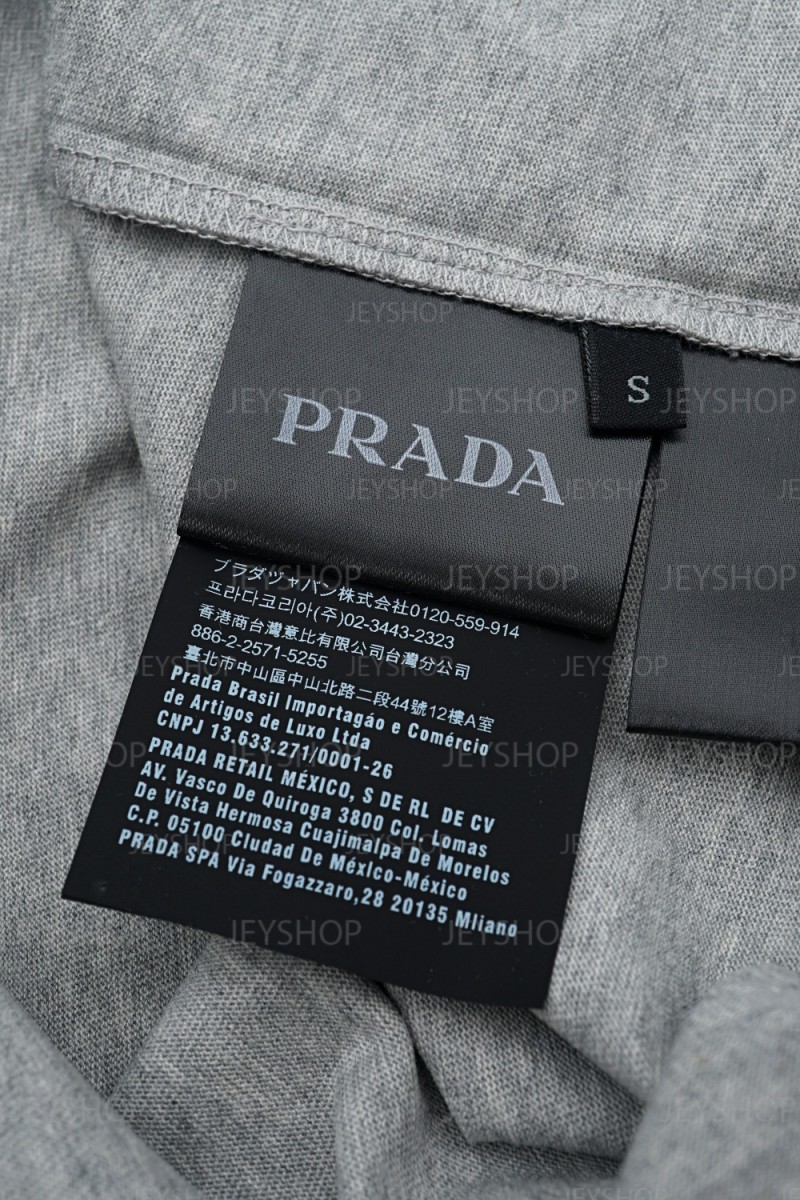 PRADA
S
プラダジャパン株式会社0120-559-914
프라다코리아(주)02-3443-2323
香港商台灣意比有限公司台灣分公司
886-2-2571-5255
臺北市中山區中山北路二段44號12樓A室
Prada Brasil Importagáo e Comércio
de Artigos de Luxo Ltda
CNPJ 13.633.271/0001-26
PRADA RETAIL MÉXICO, S DE RL DE CV
AV. Vasco De Quiroga 3800 Col, Lomas
De Vista Hermosa Cuajimalpa De Morelos
C.P. 05100 Ciudad De Méxlco-México
PRADA SPA Via Fogazzaro,28 20135 Mliano
JEYSHOP